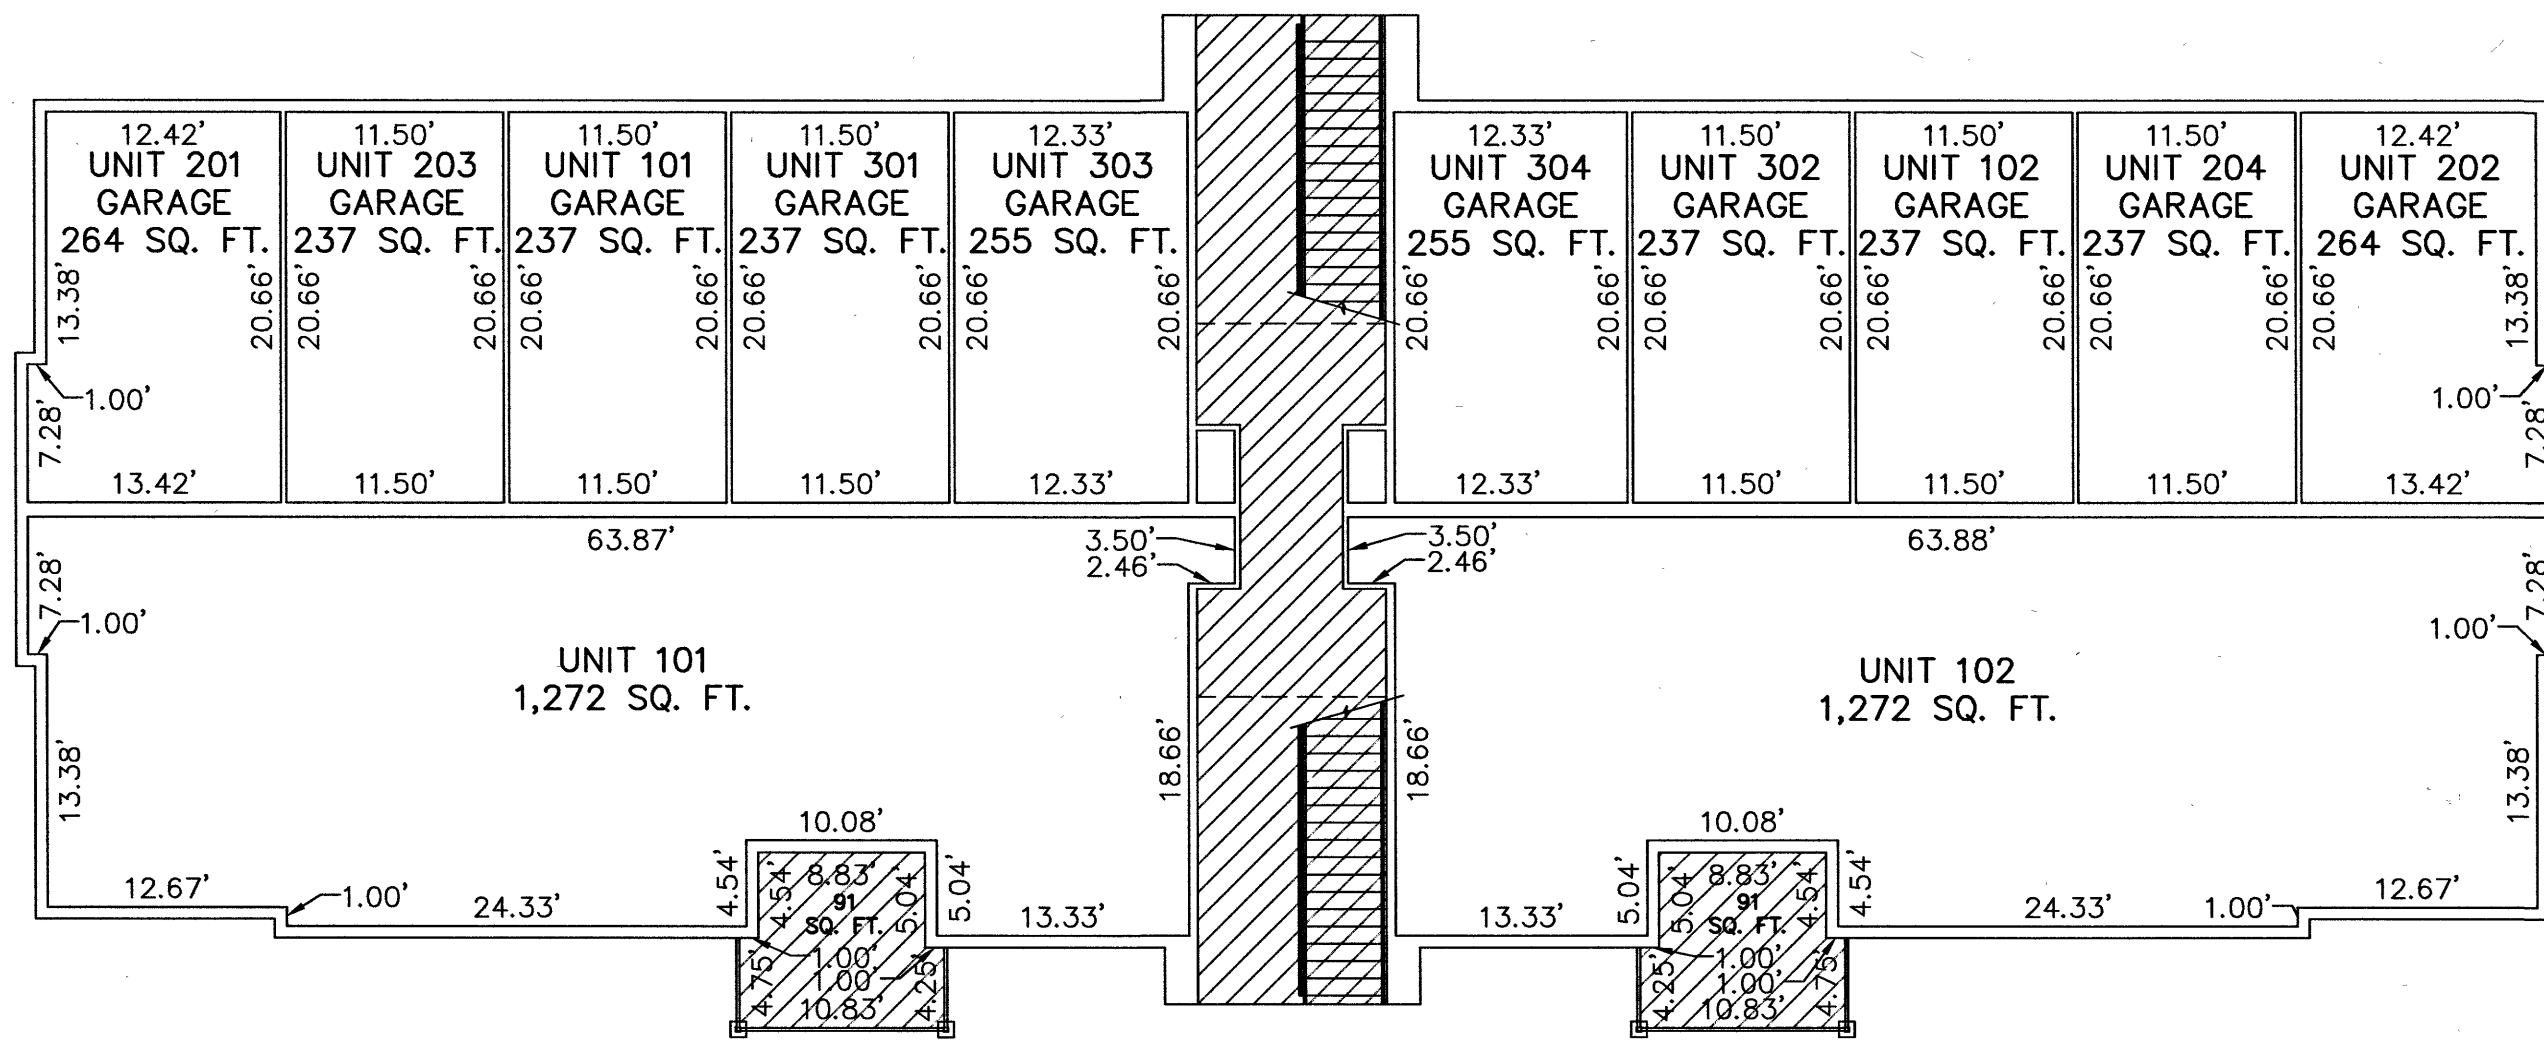 12.42' 11.50' 11.50' 11.50' 12.33' 12.33' 11.50' 11.50' 11.50' 12.42'
UNIT 201 UNIT 203 UNIT 101 UNIT 301 UNIT 303 UNIT 304 UNIT 302 UNIT 102 UNIT 204 UNIT 202
GARAGE GARAGE GARAGE GARAGE GARAGE GARAGE GARAGE GARAGE GARAGE GARAGE
264 SQ. FT. 237 SQ. FT. 237 SQ. FT. 237 SQ. FT. 255 SQ. FT. 255 SQ. FT. 237 SQ. FT. 237 SQ. FT. 237 SQ. FT. 264 SQ. FT.
13.38' 20.66' 20.66' 20.66' 20.66' 20.66' 20.66' 20.66' 20.66' 20.66' 20.66' 20.66' 20.66' 20.66' 20.66' 20.66' 20.66' 20.66' 20.66' 13.38'
1.00' 1.00'
7.28' 7.28'
13.42' 11.50' 11.50' 11.50' 12.33' 12.33' 11.50' 11.50' 11.50' 13.42'
63.87' 3.50' 3.50' 63.88'
2.46' 2.46'
7.28' 7.28'
1.00' 1.00'
UNIT 101 UNIT 102
1,272 SQ. FT. 1,272 SQ. FT.
13.38' 18.66' 18.66' 13.38'
10.08' 10.08'
12.67' 1.00' 24.33' 4.54' 4.54' 8.83' 5.04' 5.04' 13.33' 13.33' 5.04' 5.04' 8.83' 4.54' 4.54' 24.33' 1.00' 12.67'
91 91
SQ. FT. SQ. FT.
1.00' 1.00'
4.75' 1.00' 4.25' 4.25' 1.00' 4.75'
10.83' 10.83'